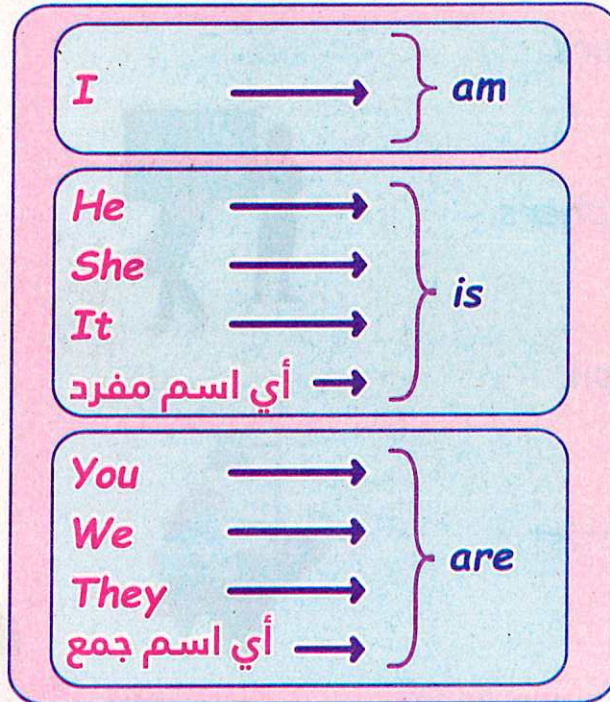 I am
He
She
It is
أي اسم مفرد
You
We
They are
أي اسم جمع